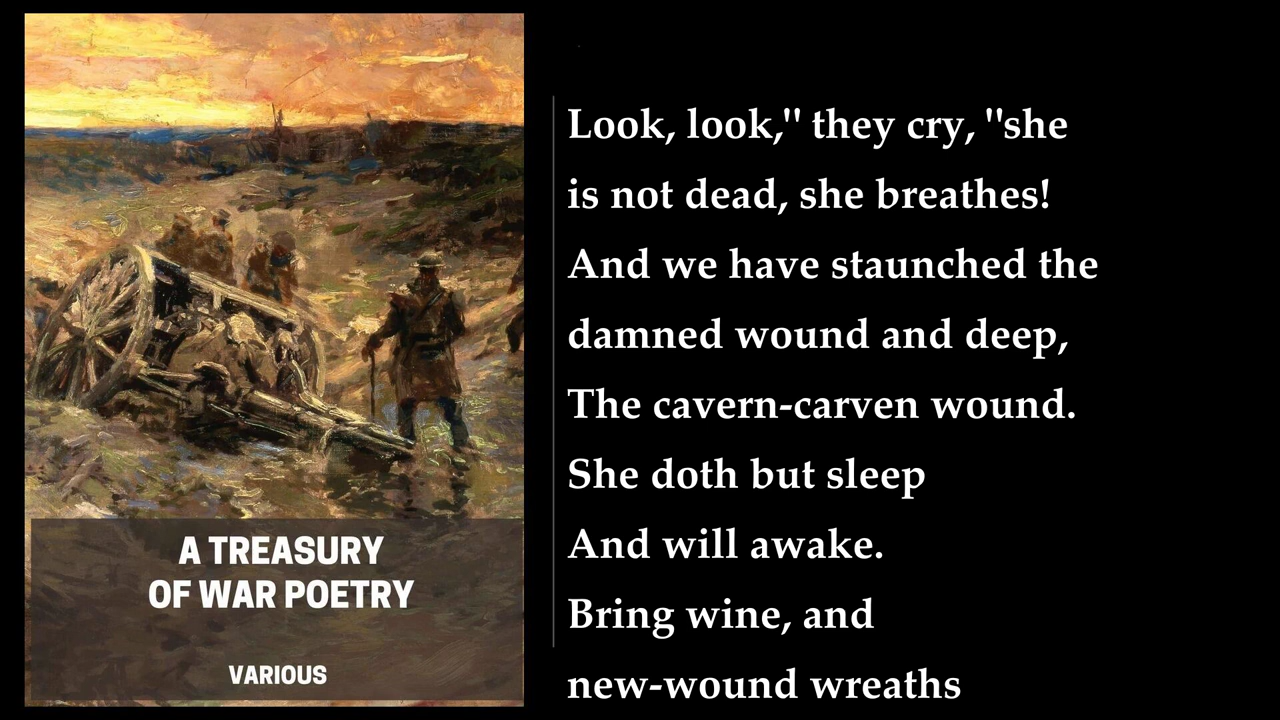 A TREASURY
OF WAR POETRY
VARIOUS
Look, look," they cry, "she
is not dead, she breathes!
And we have staunched the
damned wound and deep,
The cavern-carven wound.
She doth but sleep
And will awake.
Bring wine, and
new-wound wreaths